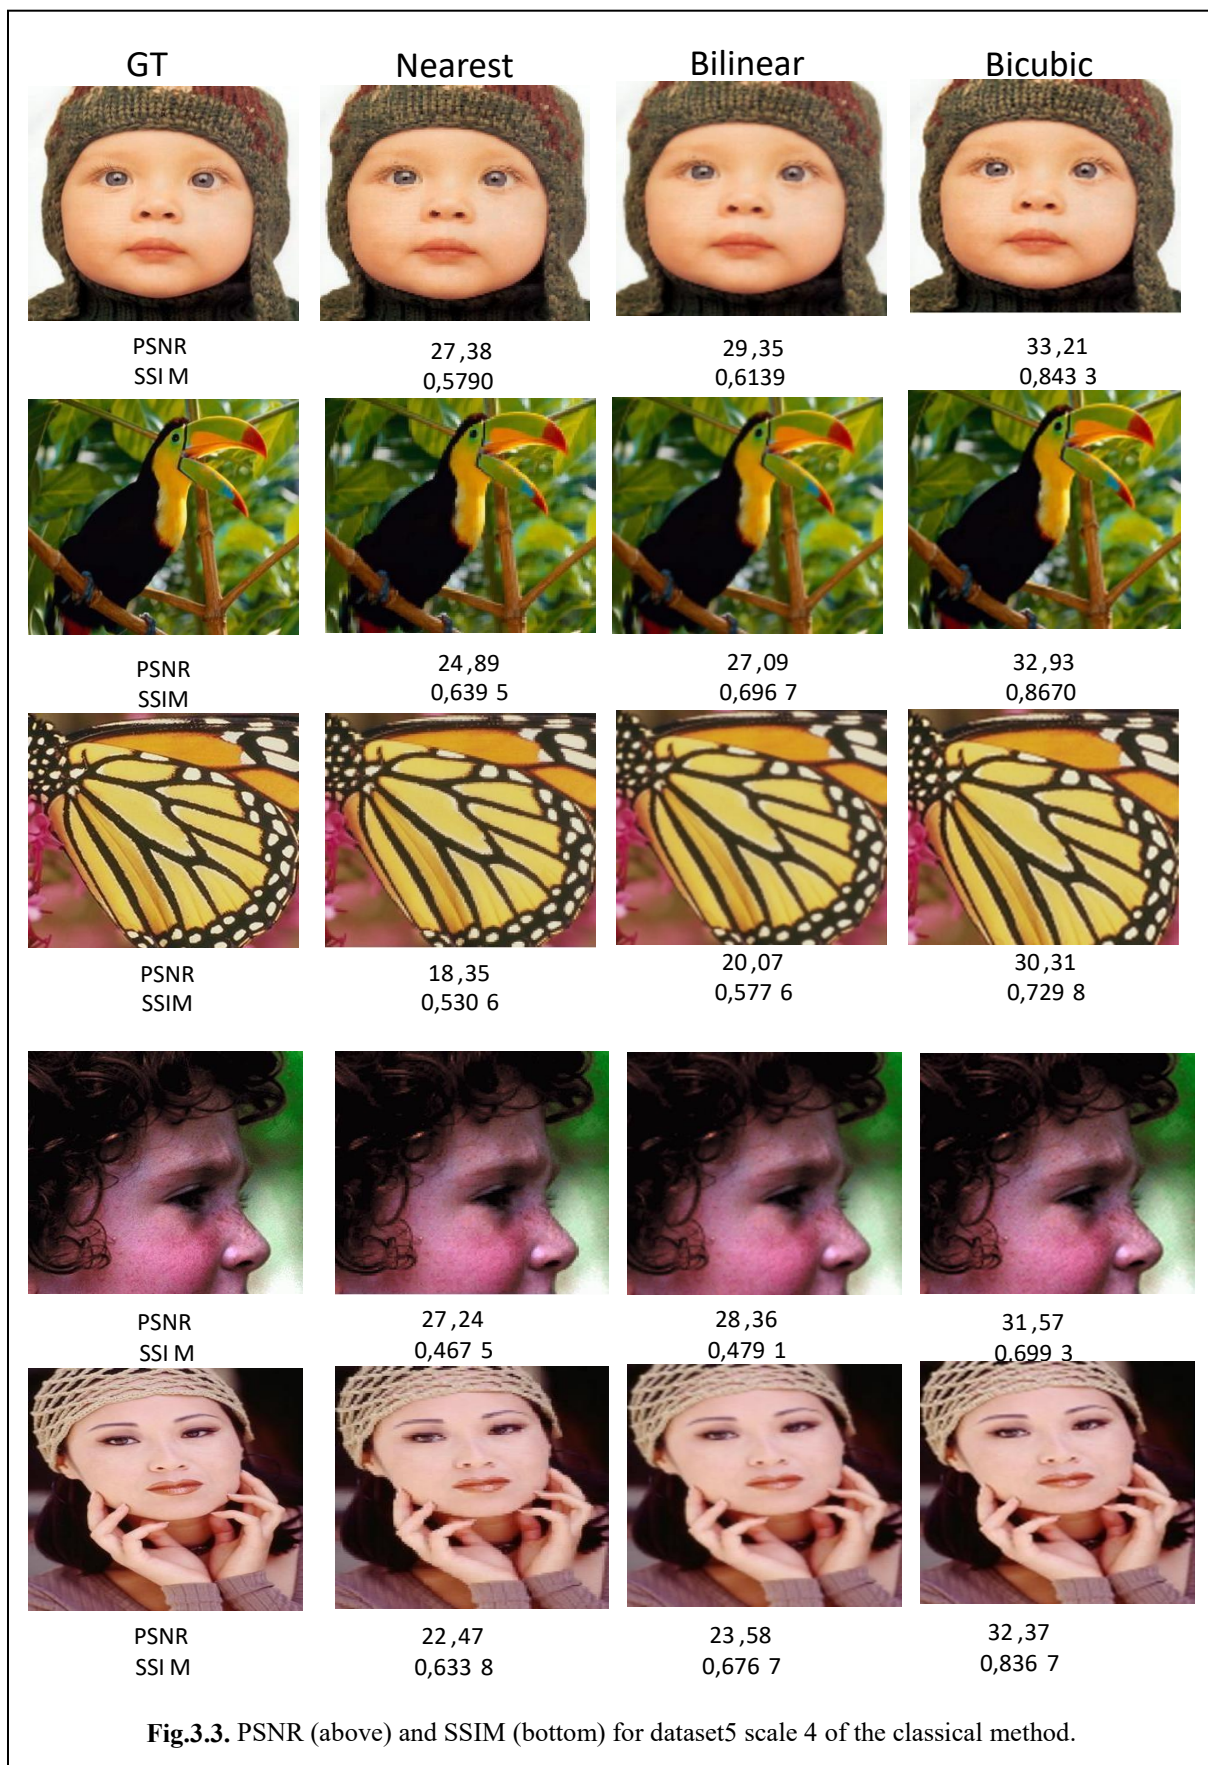 GT Nearest Bilinear Bicubic
PSNR 27,38 29,35 33,21
SSIM 0,5790 0,6139 0,843 3
PSNR 24,89 27,09 32,93
SSIM 0,639 5 0,696 7 0,8670
PSNR 18,35 20,07 30,31
SSIM 0,530 6 0,577 6 0,729 8
PSNR 27,24 28,36 31,57
SSIM 0,467 5 0,479 1 0,699 3
PSNR 22,47 23,58 32,37
SSIM 0,633 8 0,676 7 0,836 7
Fig.3.3. PSNR (above) and SSIM (bottom) for dataset5 scale 4 of the classical method.